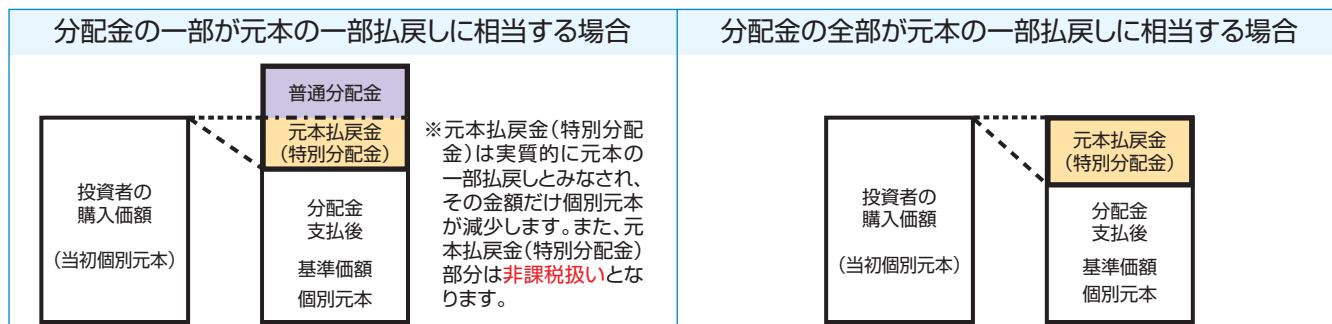 分配金の一部が元本の一部払戻しに相当する場合
普通分配金
元本払戻金
(特別分配金)
投資者の
購入価額
(当初個別元本)
分配金
支払後
基準価額
個別元本
※元本払戻金(特別分配
金)は実質的に元本の
一部払戻しとみなされ、
その金額だけ個別元本
が減少します。また、元
本払戻金(特別分配金)
部分は非課税扱いとな
ります。
分配金の全部が元本の一部払戻しに相当する場合
元本払戻金
(特別分配金)
投資者の
購入価額
(当初個別元本)
分配金
支払後
基準価額
個別元本